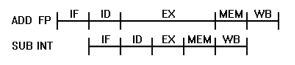 ADD FP IF ID EX MEM WB
SUB INT IF ID EX MEM WB